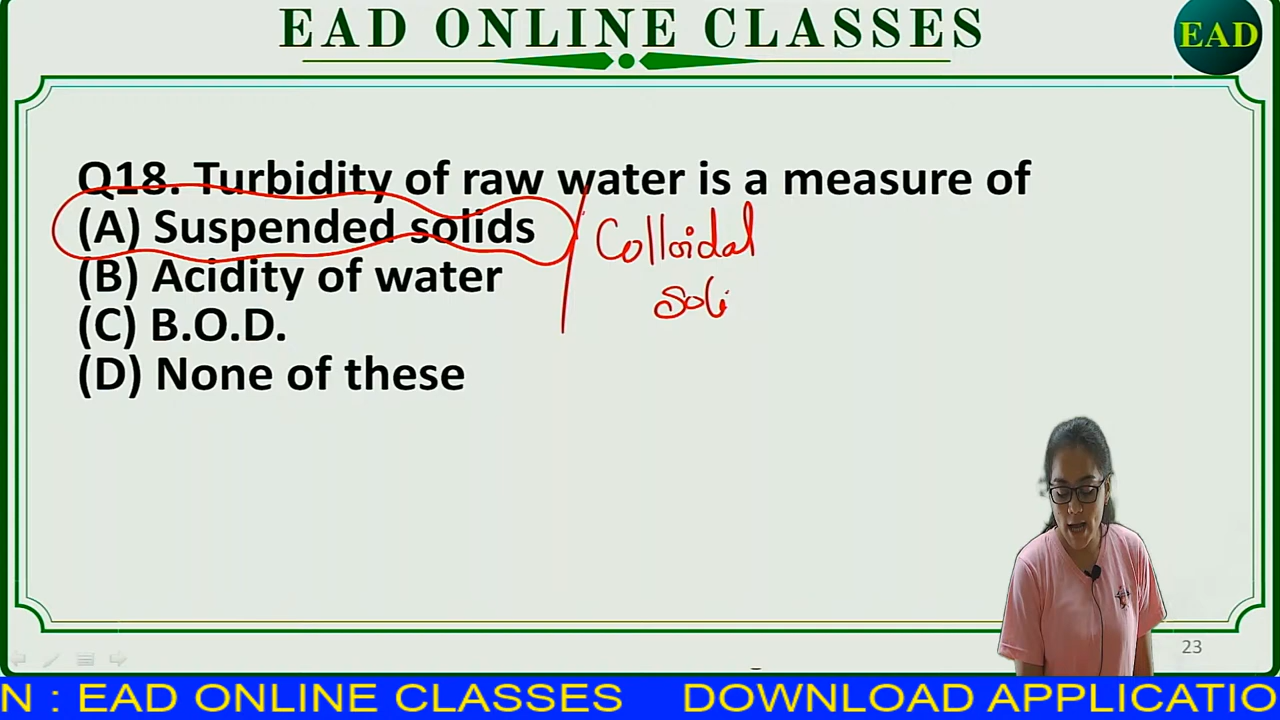 EAD ONLINE CLASSES
EAD
Q18. Turbidity of raw water is a measure of
(A) Suspended solids
Colloidal
(B) Acidity of water
Soli
(C) B.O.D.
(D) None of these
23
N : EAD ONLINE CLASSES DOWNLOAD APPLICATIO